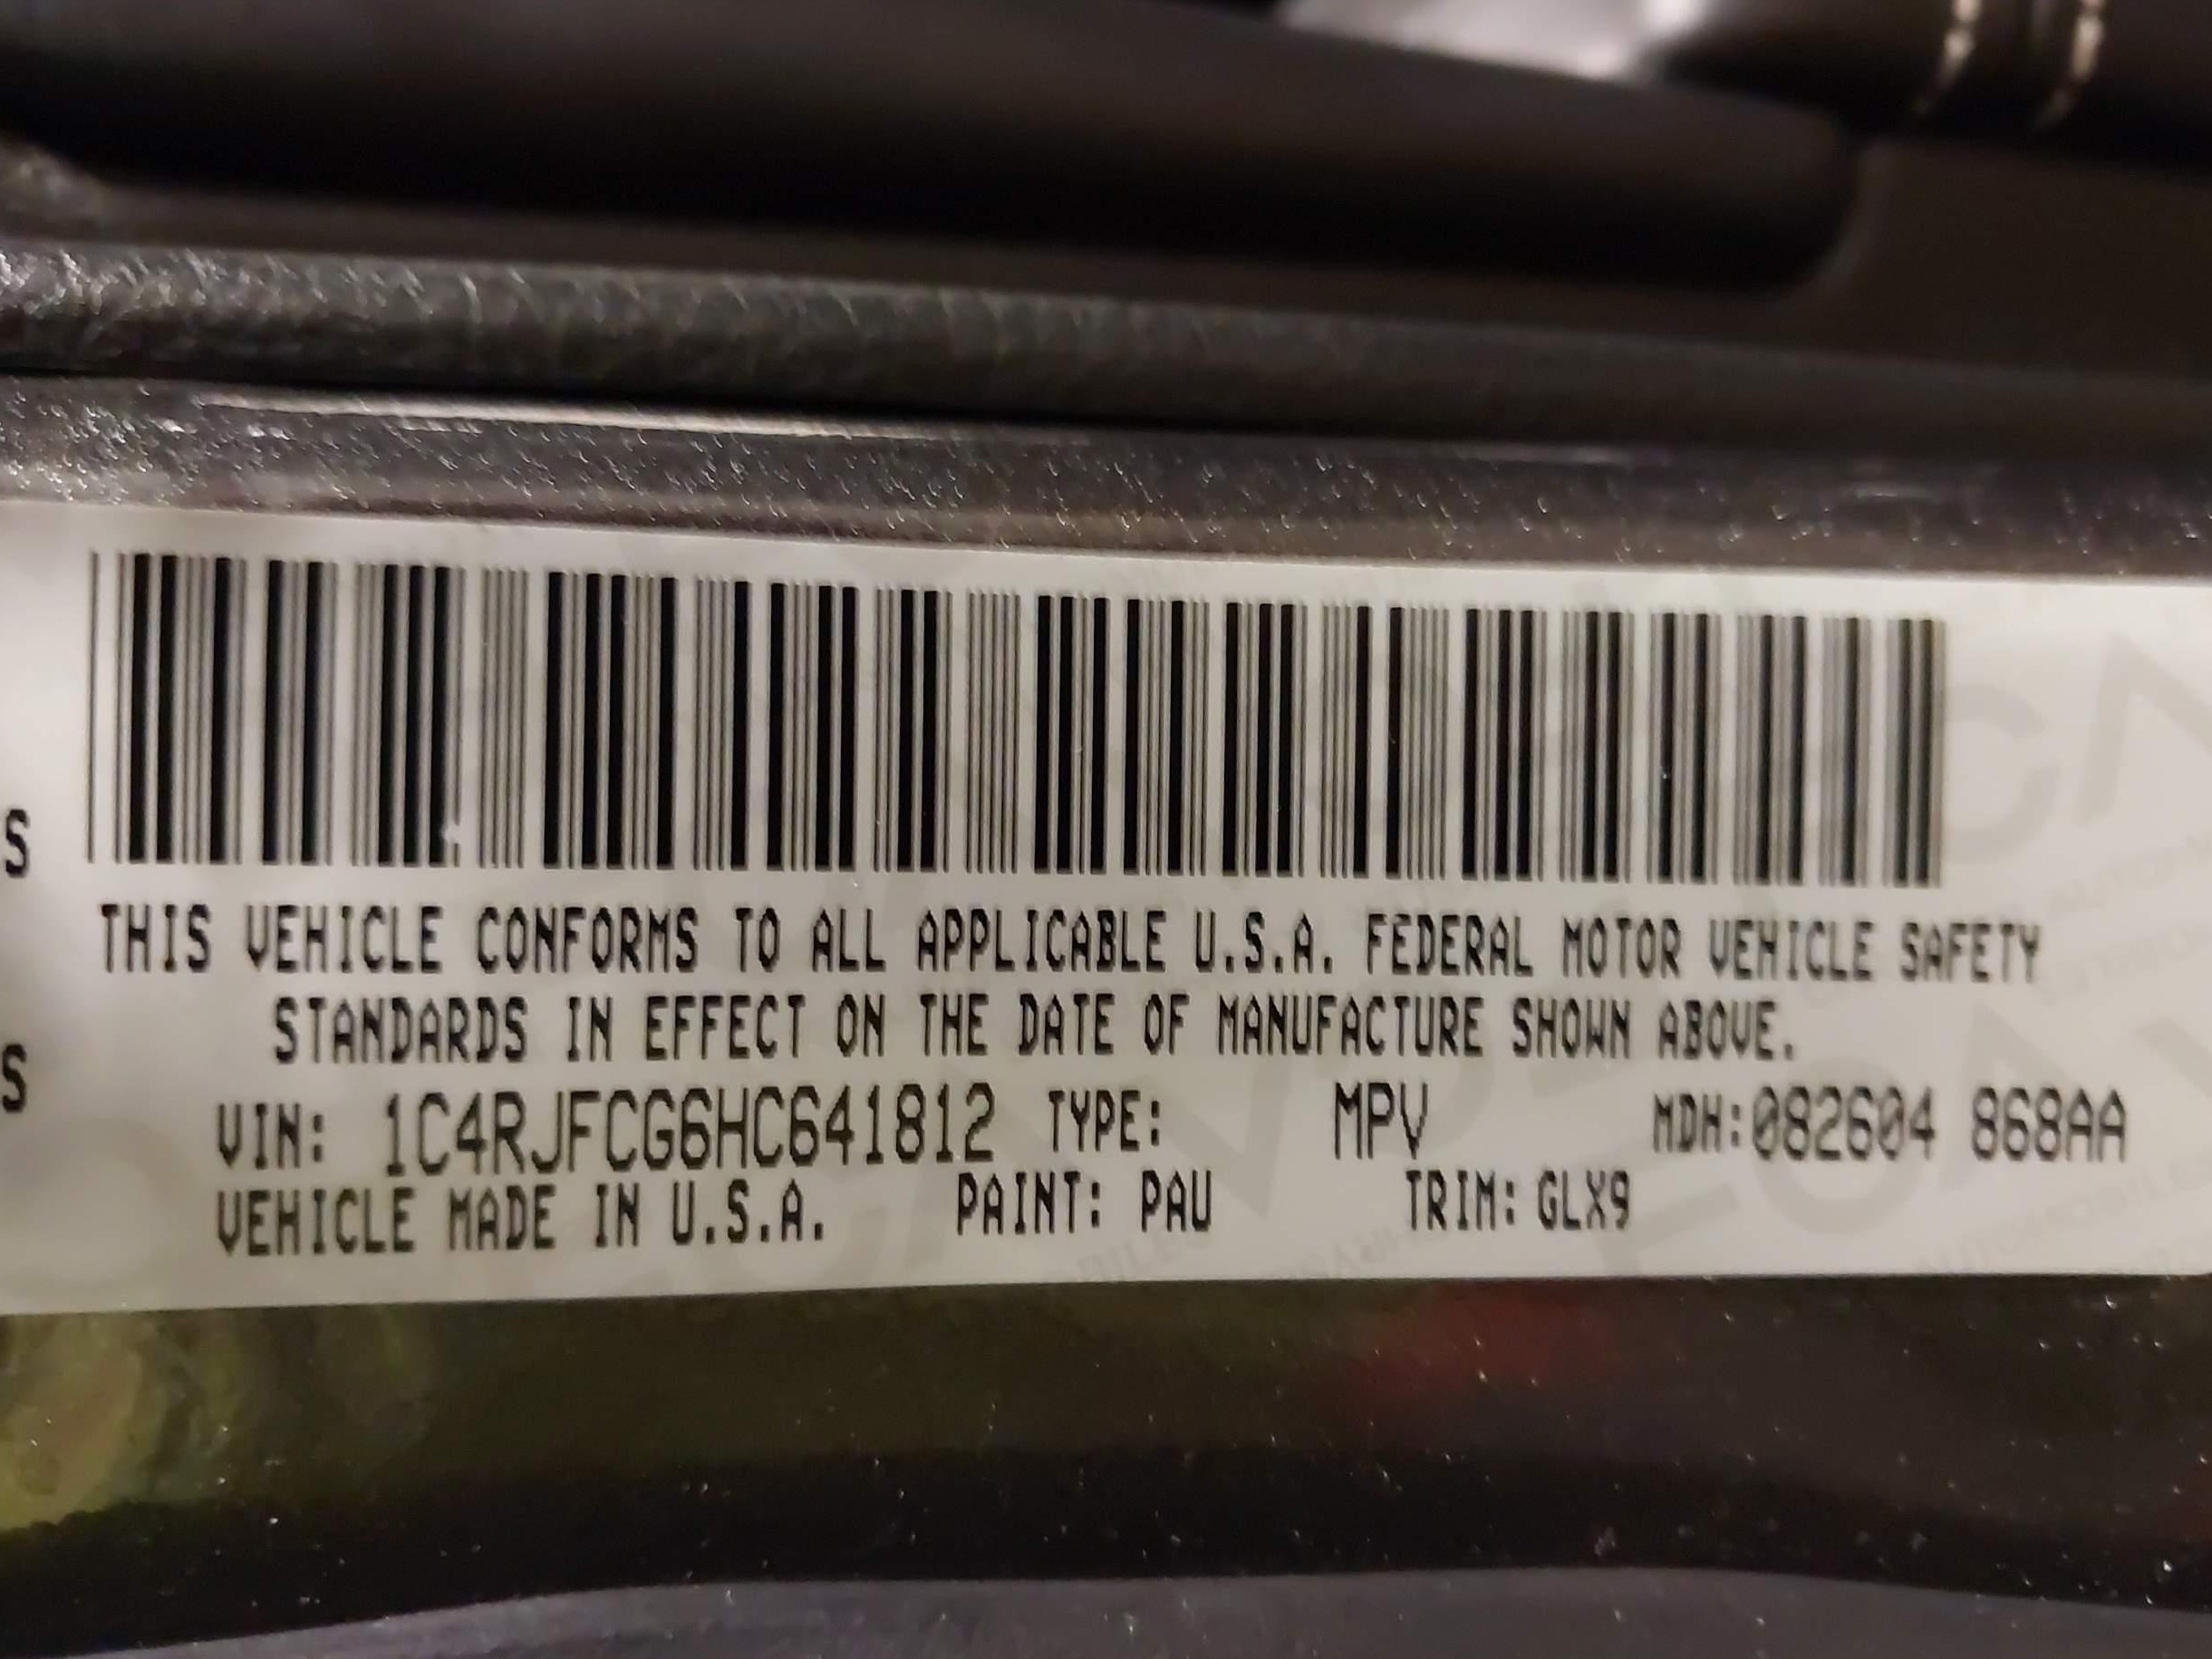 S
THIS VEHICLE CONFORMS TO ALL APPLICABLE U.S.A. FEDERAL MOTOR VEHICLE SAFETY
STANDARDS IN EFFECT ON THE DATE OF MANUFACTURE SHOWN ABOVE.
S
VIN: 1C4RJFCG6HC641812 TYPE: MPV MDH:082604 868AA
VEHICLE MADE IN U.S.A. PAINT: PAU TRIM: GLX9